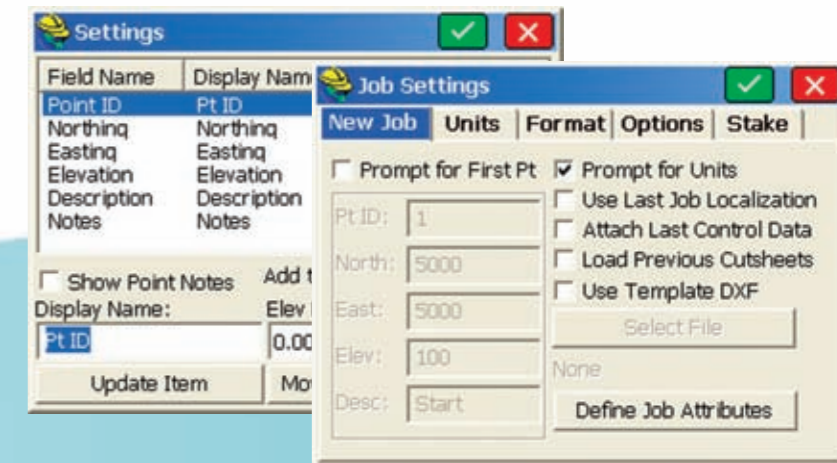 Settings
Field Name Display Name
Point ID Pt ID
Northing Northing
Easting Easting
Elevation Elevation
Description Description
Notes Notes
Show Point Notes Add t
Display Name: Elev
Pt ID 0.00
Update Item Mo
Job Settings
New Job Units Format Options Stake
Prompt for First Pt Prompt for Units
Use Last Job Localization
Attach Last Control Data
Load Previous Cutsheets
Use Template DXF
Pt ID: 1
North: 5000
East: 5000
Elev: 100
Desc: Start
Select File
None
Define Job Attributes